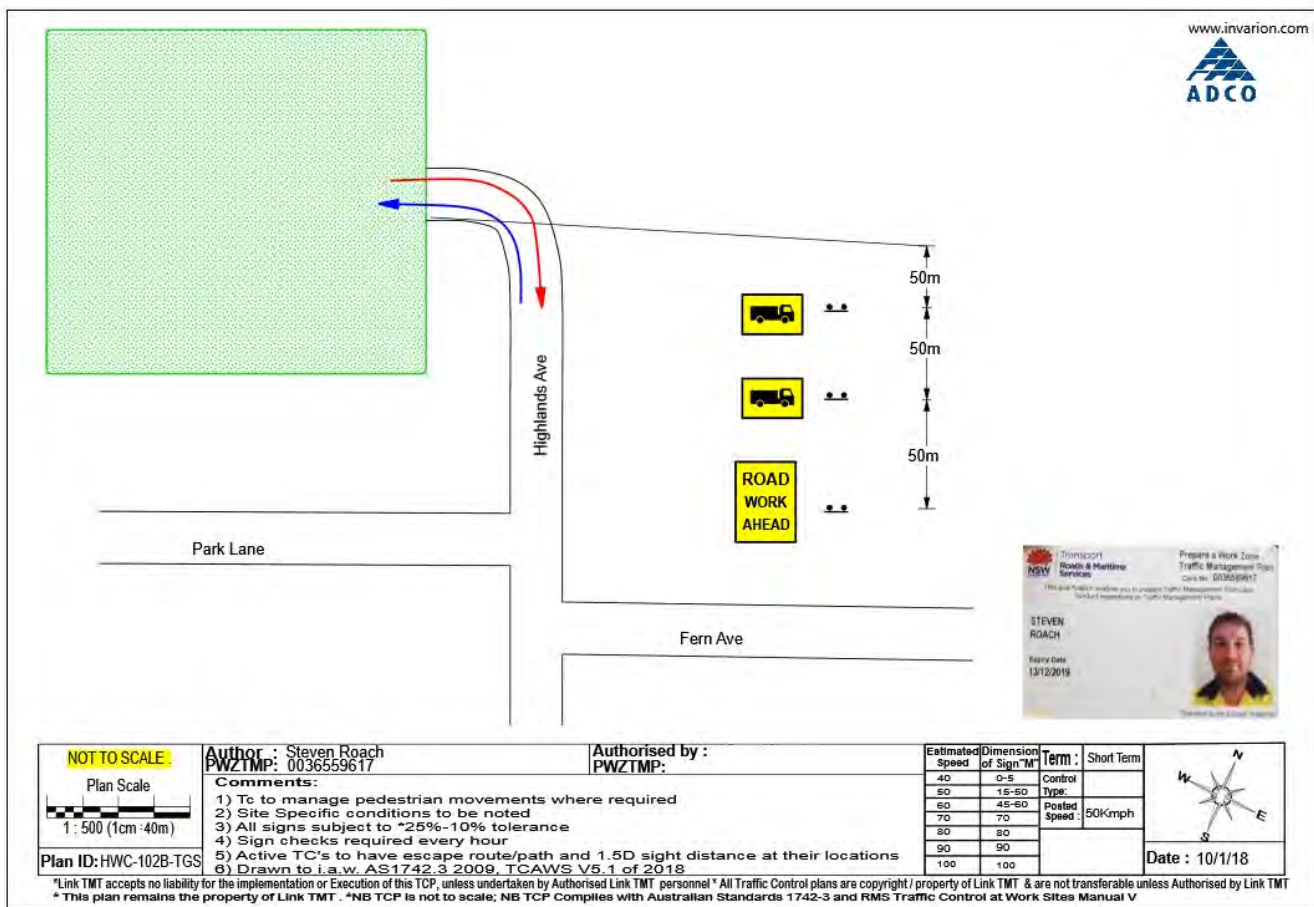 www.invarion.com
ADCO
50m
50m
50m
Highlands Ave
ROAD
WORK
AHEAD
Park Lane
Fern Ave
NSW
Transport
Roads & Maritime
Services
Prepare a Work Zone
Traffic Management Plan
STEVEN
ROACH
Expiry Date
13/12/2019
NOT TO SCALE .
Plan Scale
1 : 500 (1cm :40m)
Plan ID: HWC-102B-TGS
Author : Steven Roach
PWZTMP: 0036559617
Authorised by :
PWZTMP:
Comments:
1) Tc to manage pedestrian movements where required
2) Site Specific conditions to be noted
3) All signs subject to *25%-10% tolerance
4) Sign checks required every hour
5) Active TC's to have escape route/path and 1.5D sight distance at their locations
6) Drawn to i.a.w. AS1742.3 2009, TCAWS V5.1 of 2018
Estimated Speed Dimension of Sign"M"
40 0-5
50 15-50
60 45-60
70 70
80 80
90 90
100 100
Term : Short Term
Control Type:
Posted Speed : 50Kmph
N
W
E
S
Date : 10/1/18
*Link TMT accepts no liability for the implementation or Execution of this TCP, unless undertaken by Authorised Link TMT personnel * All Traffic Control plans are copyright / property of Link TMT & are not transferable unless Authorised by Link TMT
* This plan remains the property of Link TMT . *NB TCP is not to scale; NB TCP Complies with Australian Standards 1742-3 and RMS Traffic Control at Work Sites Manual V